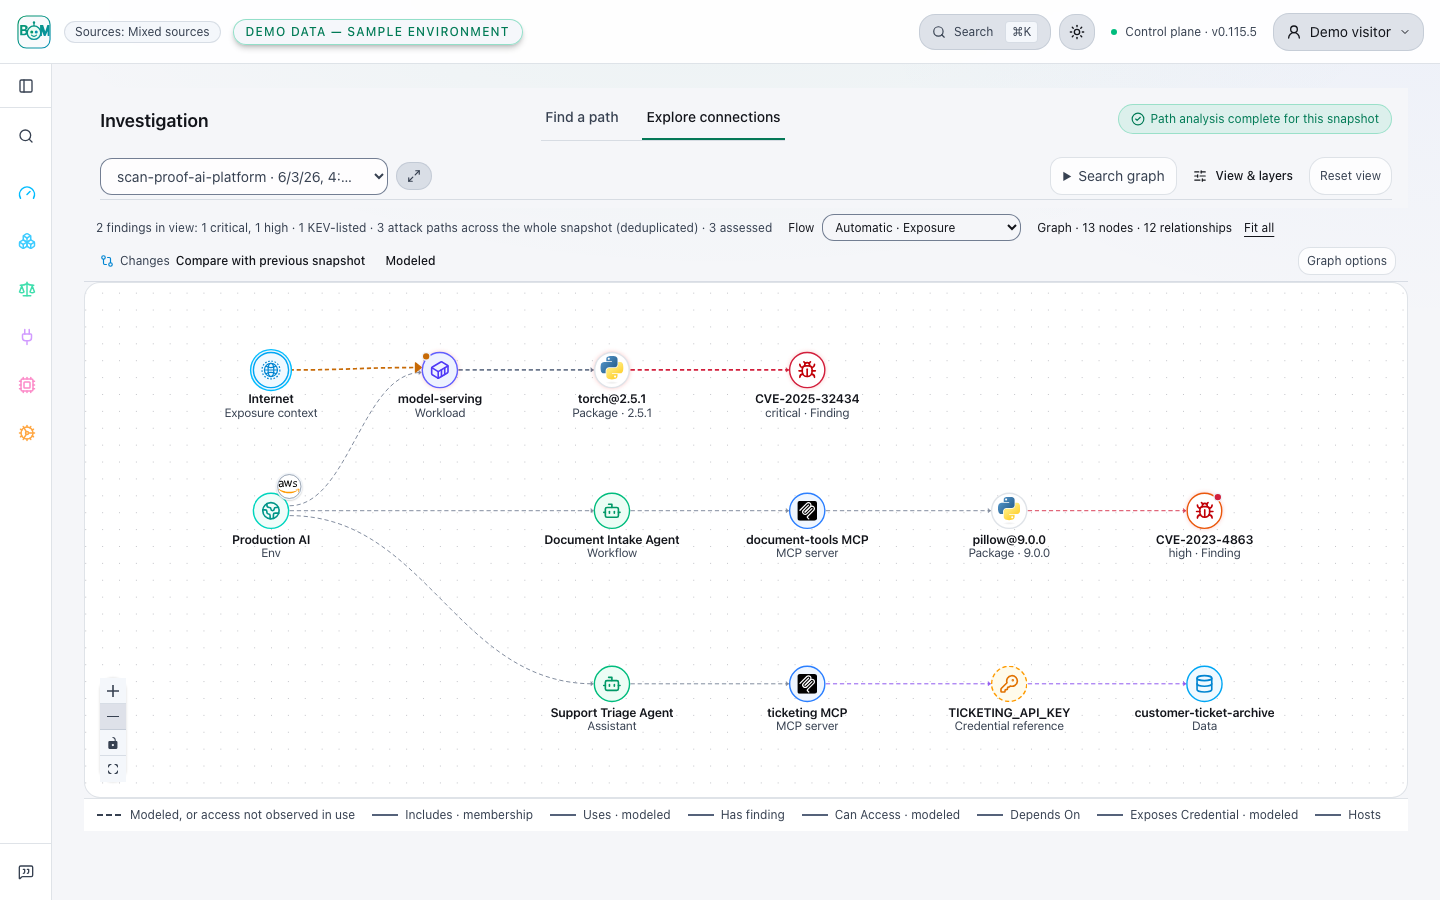 BOM
Sources: Mixed sources
DEMO DATA — SAMPLE ENVIRONMENT
Search
⌘K
Control plane · v0.115.5
Demo visitor
Investigation
Find a path
Explore connections
Path analysis complete for this snapshot
scan-proof-ai-platform · 6/3/26, 4:...
Search graph
View & layers
Reset view
2 findings in view: 1 critical, 1 high · 1 KEV-listed · 3 attack paths across the whole snapshot (deduplicated) · 3 assessed
Flow
Automatic · Exposure
Graph · 13 nodes · 12 relationships
Fit all
Changes
Compare with previous snapshot
Modeled
Graph options
Internet
Exposure context
model-serving
Workload
torch@2.5.1
Package · 2.5.1
CVE-2025-32434
critical · Finding
aws
Production AI
Env
Document Intake Agent
Workflow
document-tools MCP
MCP server
pillow@9.0.0
Package · 9.0.0
CVE-2023-4863
high · Finding
Support Triage Agent
Assistant
ticketing MCP
MCP server
TICKETING_API_KEY
Credential reference
customer-ticket-archive
Data
Modeled, or access not observed in use
Includes · membership
Uses · modeled
Has finding
Can Access · modeled
Depends On
Exposes Credential · modeled
Hosts